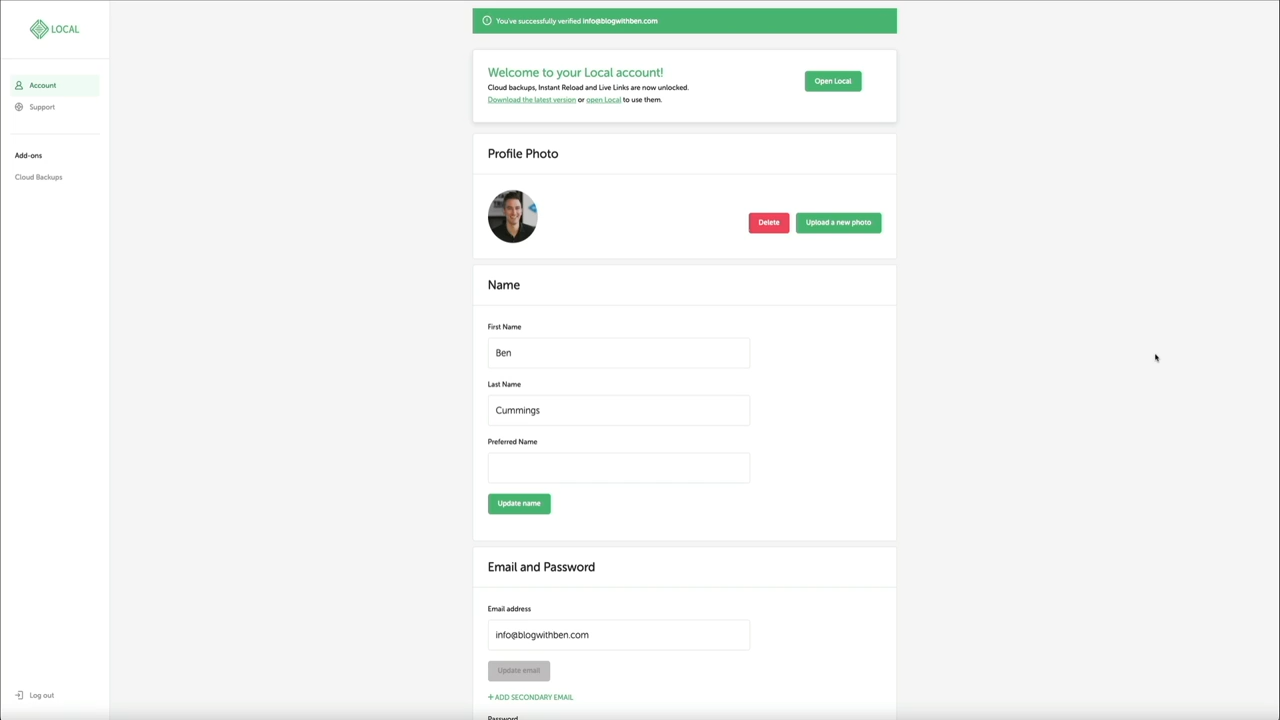 LOCAL
You've successfully verified info@blogwithben.com
Account
Support
Add-ons
Cloud Backups
Log out
Welcome to your Local account!
Cloud backups, Instant Reload and Live Links are now unlocked.
Download the latest version or open Local to use them.
Open Local
Profile Photo
Delete
Upload a new photo
Name
First Name
Ben
Last Name
Cummings
Preferred Name
Update name
Email and Password
Email address
info@blogwithben.com
Update email
+ ADD SECONDARY EMAIL
Password